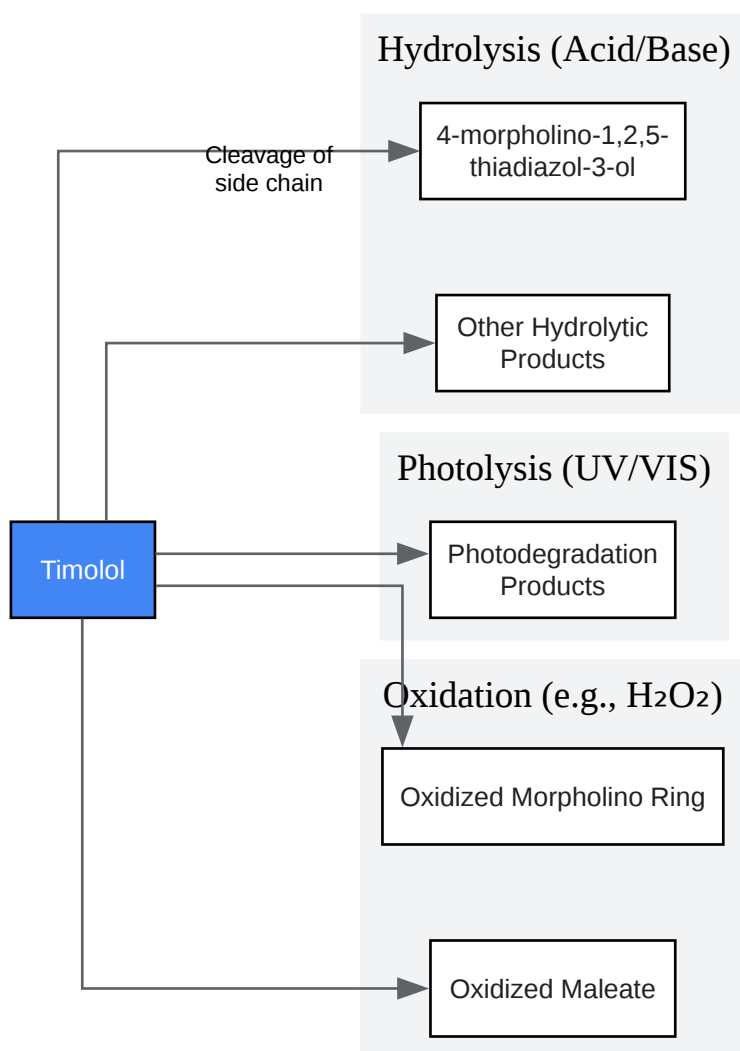 Hydrolysis (Acid/Base)
4-morpholino-1,2,5-
thiadiazol-3-ol
Cleavage of
side chain
Other Hydrolytic
Products
Photolysis (UV/VIS)
Timolol
Photodegradation
Products
Oxidation (e.g., H₂O₂)
Oxidized Morpholino Ring
Oxidized Maleate